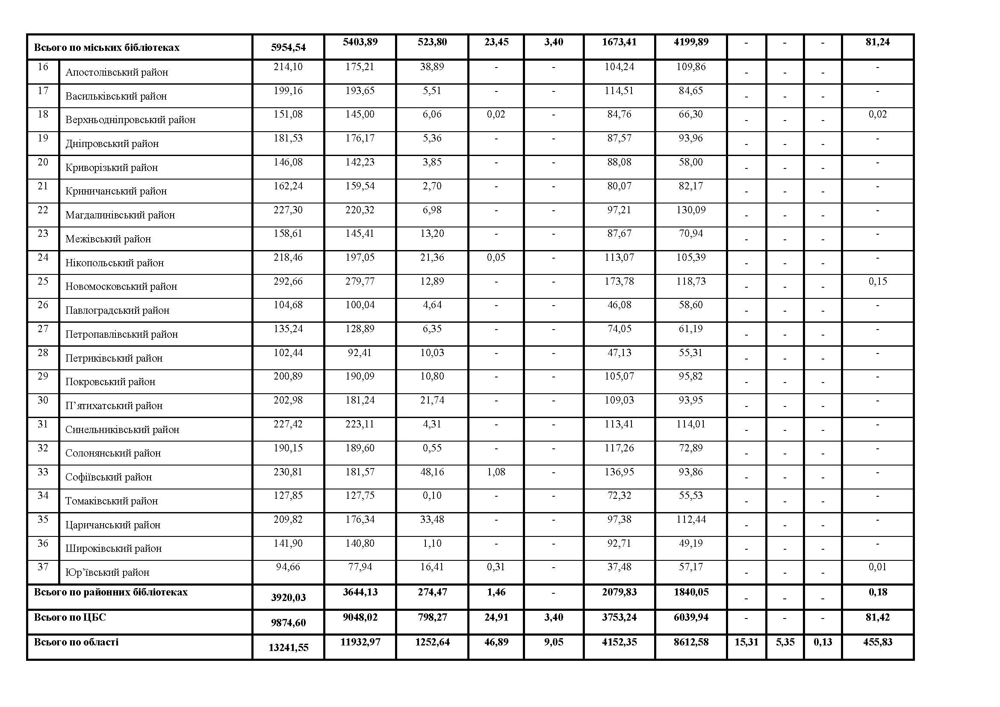 Всього по міських бібліотеках 5954,54 5403,89 523,80 23,45 3,40 1673,41 4199,89 - - - 81,24
16 Апостолівський район 214,10 175,21 38,89 - - 104,24 109,86 - - - -
17 Васильківський район 199,16 193,65 5,51 - - 114,51 84,65 - - - -
18 Верхньодніпровський район 151,08 145,00 6,06 0,02 - 84,76 66,30 - - - 0,02
19 Дніпровський район 181,53 176,17 5,36 - - 87,57 93,96 - - - -
20 Криворізький район 146,08 142,23 3,85 - - 88,08 58,00 - - - -
21 Криничанський район 162,24 159,54 2,70 - - 80,07 82,17 - - - -
22 Магдалинівський район 227,30 220,32 6,98 - - 97,21 130,09 - - - -
23 Межівський район 158,61 145,41 13,20 - - 87,67 70,94 - - - -
24 Нікопольський район 218,46 197,05 21,36 0,05 - 113,07 105,39 - - - -
25 Новомосковський район 292,66 279,77 12,89 - - 173,78 118,73 - - - 0,15
26 Павлоградський район 104,68 100,04 4,64 - - 46,08 58,60 - - - -
27 Петропавлівський район 135,24 128,89 6,35 - - 74,05 61,19 - - - -
28 Петриківський район 102,44 92,41 10,03 - - 47,13 55,31 - - - -
29 Покровський район 200,89 190,09 10,80 - - 105,07 95,82 - - - -
30 П’ятихатський район 202,98 181,24 21,74 - - 109,03 93,95 - - - -
31 Синельниківський район 227,42 223,11 4,31 - - 113,41 114,01 - - - -
32 Солонянський район 190,15 189,60 0,55 - - 117,26 72,89 - - - -
33 Софіївський район 230,81 181,57 48,16 1,08 - 136,95 93,86 - - - -
34 Томаківський район 127,85 127,75 0,10 - - 72,32 55,53 - - - -
35 Царичанський район 209,82 176,34 33,48 - - 97,38 112,44 - - - -
36 Широківський район 141,90 140,80 1,10 - - 92,71 49,19 - - - -
37 Юр’ївський район 94,66 77,94 16,41 0,31 - 37,48 57,17 - - - 0,01
Всього по районних бібліотеках 3920,03 3644,13 274,47 1,46 - 2079,83 1840,05 - - - 0,18
Всього по ЦБС 9874,60 9048,02 798,27 24,91 3,40 3753,24 6039,94 - - - 81,42
Всього по області 13241,55 11932,97 1252,64 46,89 9,05 4152,35 8612,58 15,31 5,35 0,13 455,83